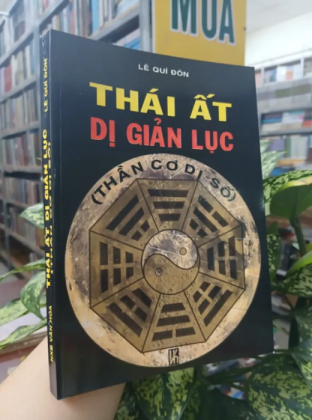 MUA
LÊ QUÍ ĐÔN
THÁI ẤT
DỊ GIẢN LỤC
(THẦN CƠ DỊ SỐ)
LÊ QUÍ ĐÔN
THÁI ẤT DỊ GIẢN LỤC